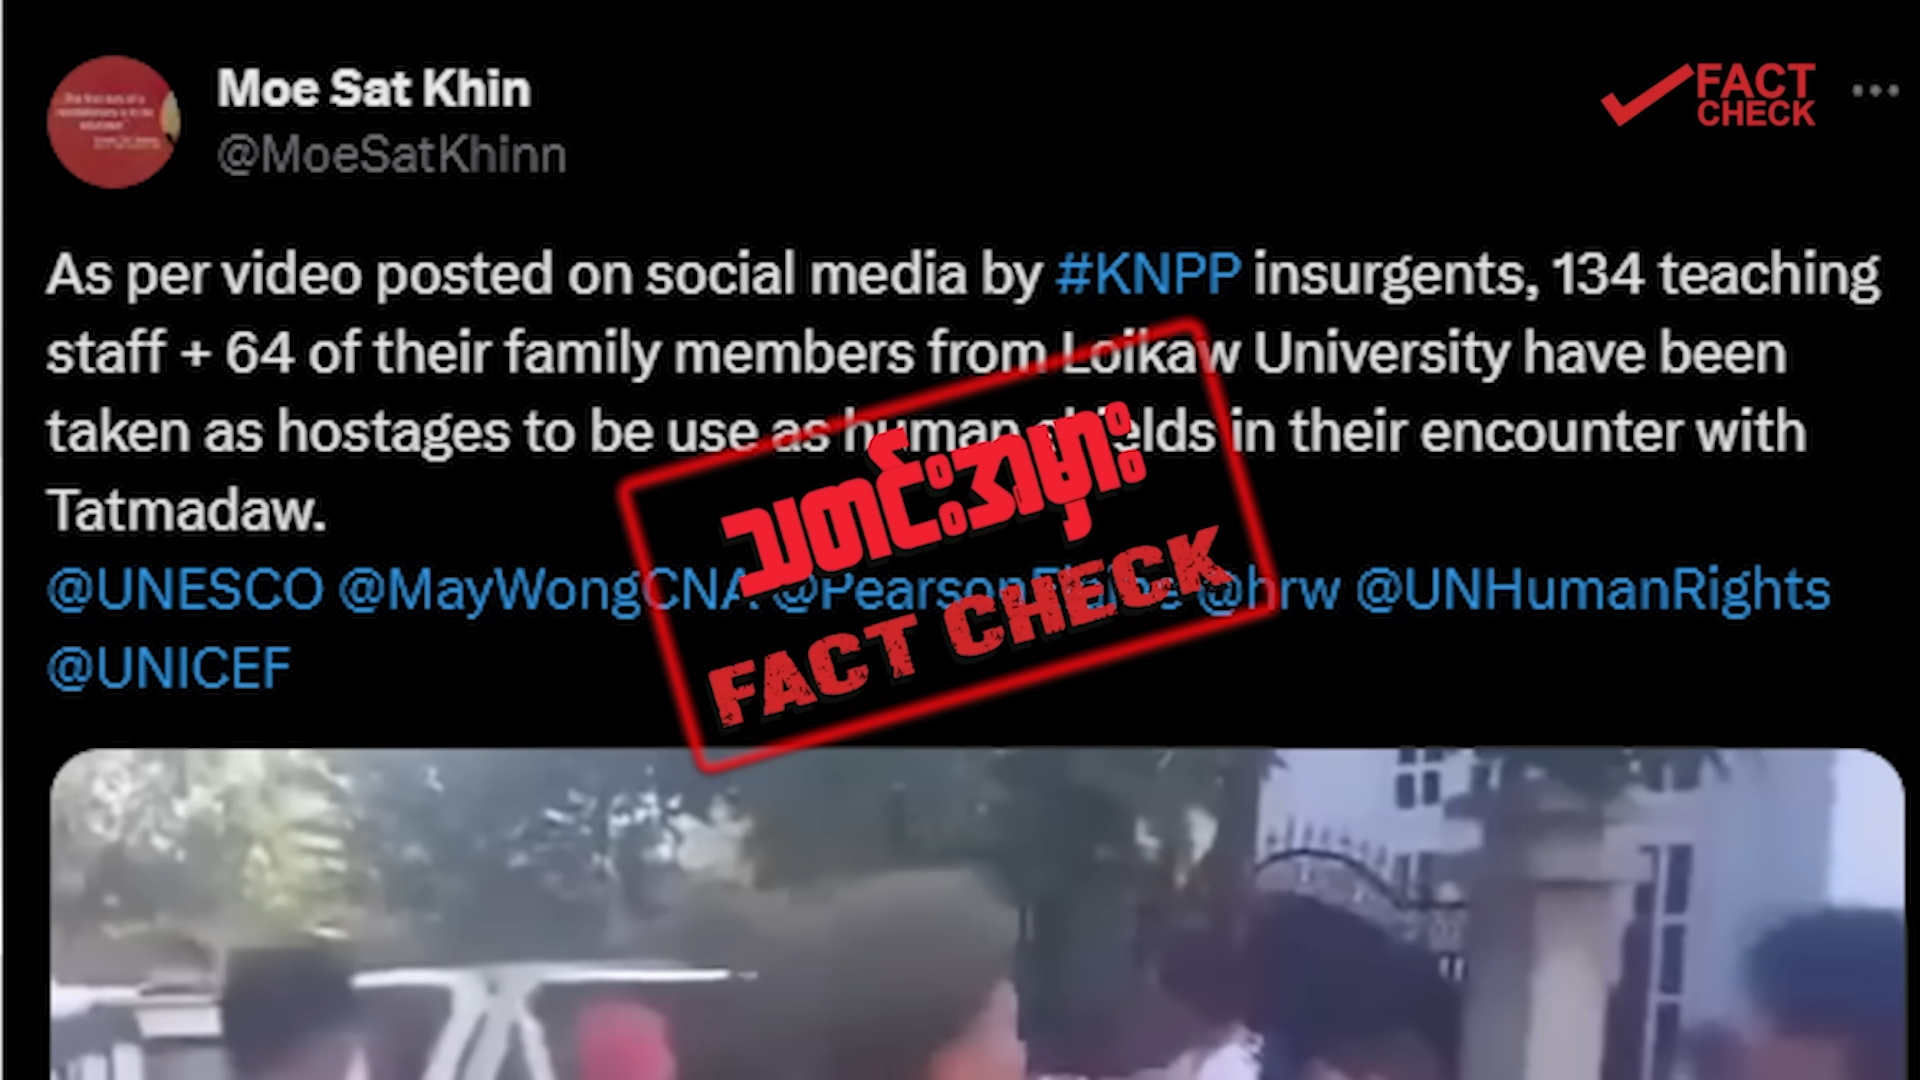 Moe Sat Khin
@MoeSatKhinn
FACT
CHECK
As per video posted on social media by #KNPP insurgents, 134 teaching
staff + 64 of their family members from Loikaw University have been
taken as hostages to be use as human shields in their encounter with
Tatmadaw.
@UNESCO @MayWongCNA @hrw @UNHumanRights
@UNICEF
သတင်းအမှား
FACT CHECK